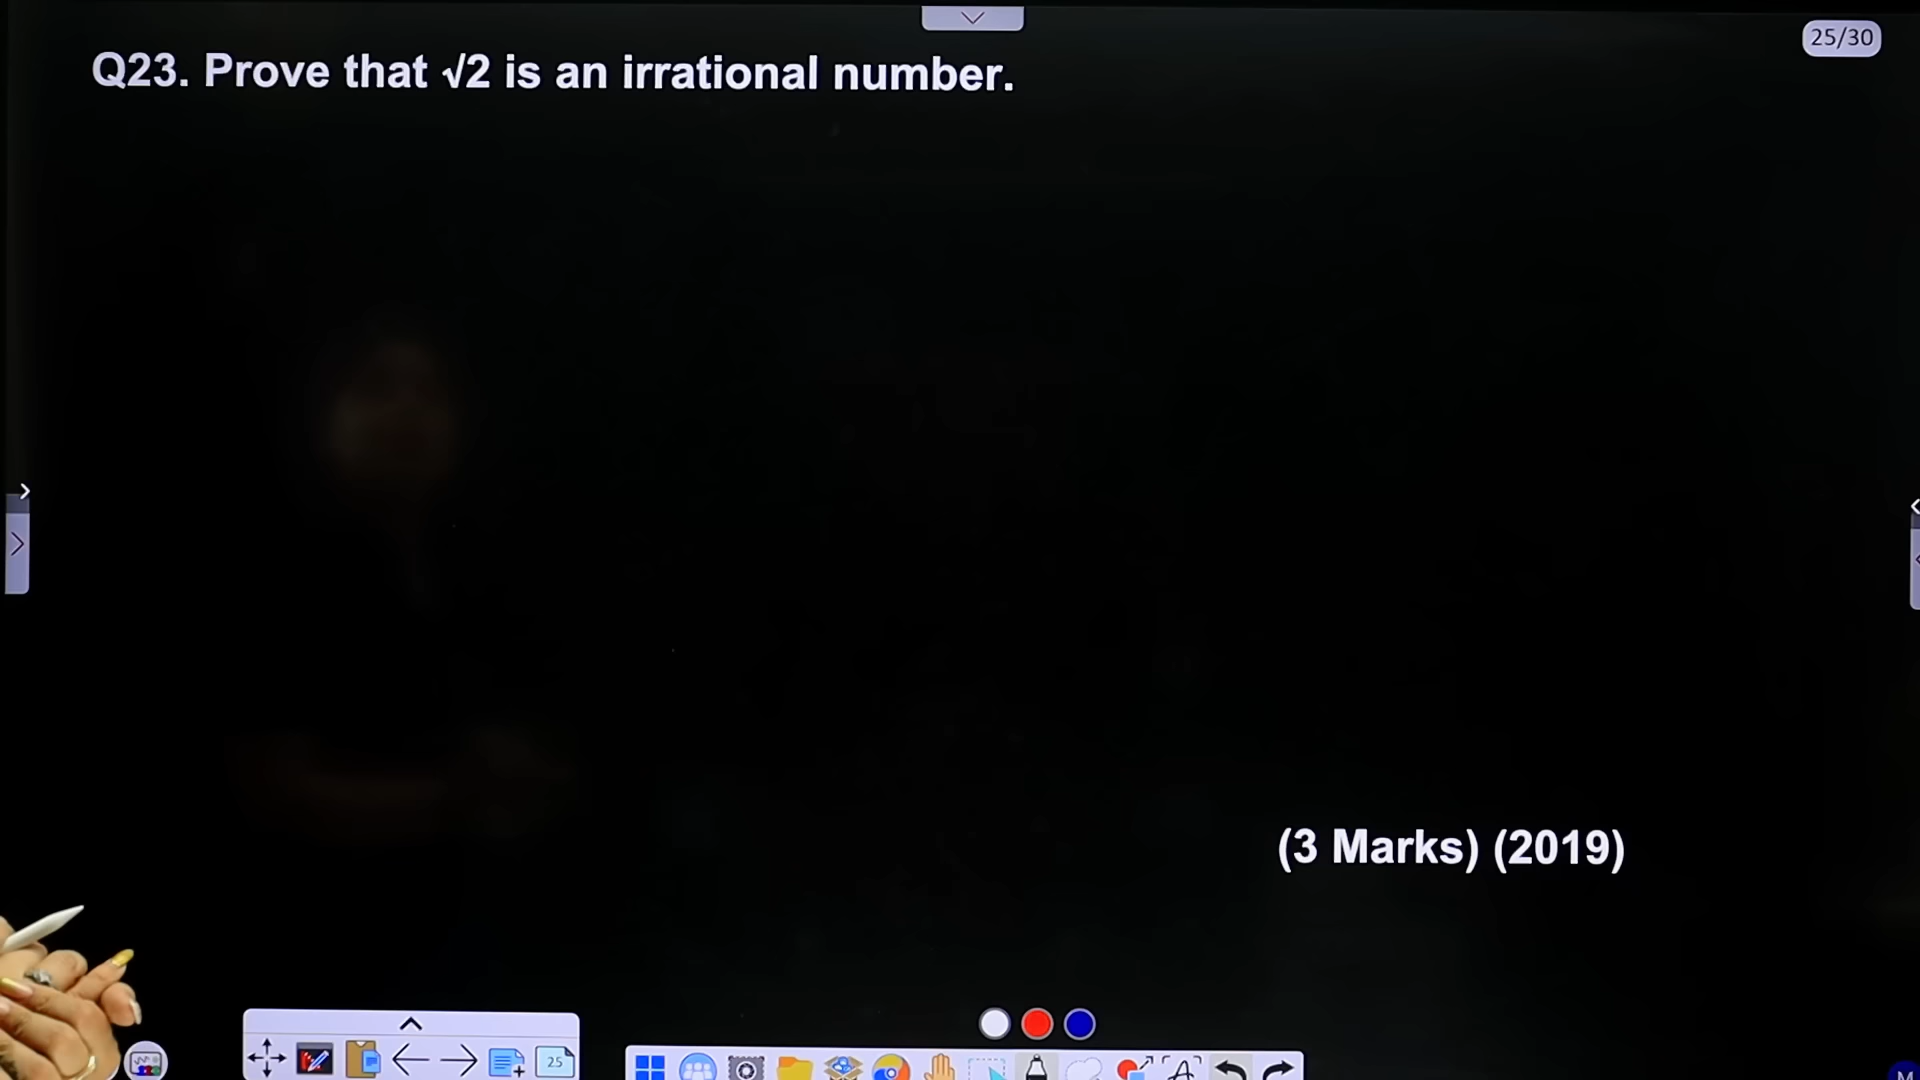 25/30
Q23. Prove that √2 is an irrational number.
(3 Marks) (2019)
25
M